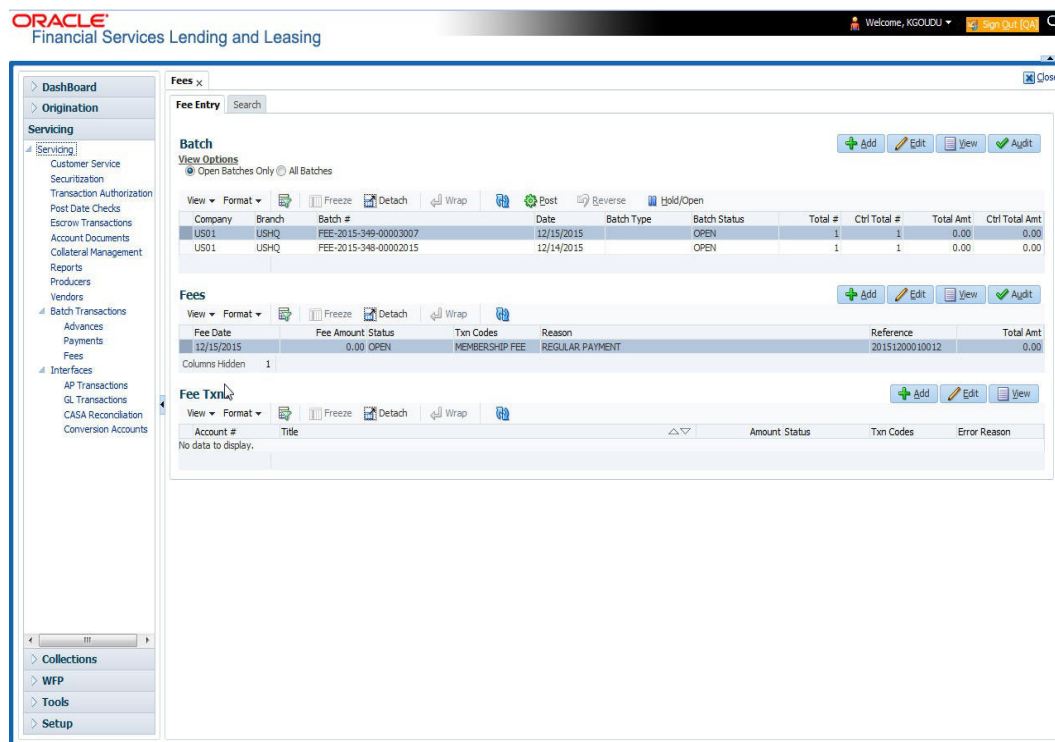 ORACLE
Financial Services Lending and Leasing
Welcome, KGOUDU
Sign Out [QA]
DashBoard
Origination
Servicing
Servicing
Customer Service
Securitization
Transaction Authorization
Post Date Checks
Escrow Transactions
Account Documents
Collateral Management
Reports
Producers
Vendors
Batch Transactions
Advances
Payments
Fees
Interfaces
AP Transactions
GL Transactions
CASA Reconciliation
Conversion Accounts
Collections
WFP
Tools
Setup
Fees x
Close
Fee Entry Search
Batch
Add Edit View Audit
View Options
Open Batches Only All Batches
View Format Freeze Detach Wrap Post Reverse Hold/Open
Company Branch Batch # Date Batch Type Batch Status Total # Ctrl Total # Total Amt Ctrl Total Amt
US01 USHQ FEE-2015-349-00003007 12/15/2015 OPEN 1 1 0.00 0.00
US01 USHQ FEE-2015-348-00002015 12/14/2015 OPEN 1 1 0.00 0.00
Fees
Add Edit View Audit
View Format Freeze Detach Wrap
Fee Date Fee Amount Status Txn Codes Reason Reference Total Amt
12/15/2015 0.00 OPEN MEMBERSHIP FEE REGULAR PAYMENT 20151200010012 0.00
Columns Hidden 1
Fee Txn
Add Edit View
View Format Freeze Detach Wrap
Account # Title Amount Status Txn Codes Error Reason
No data to display.